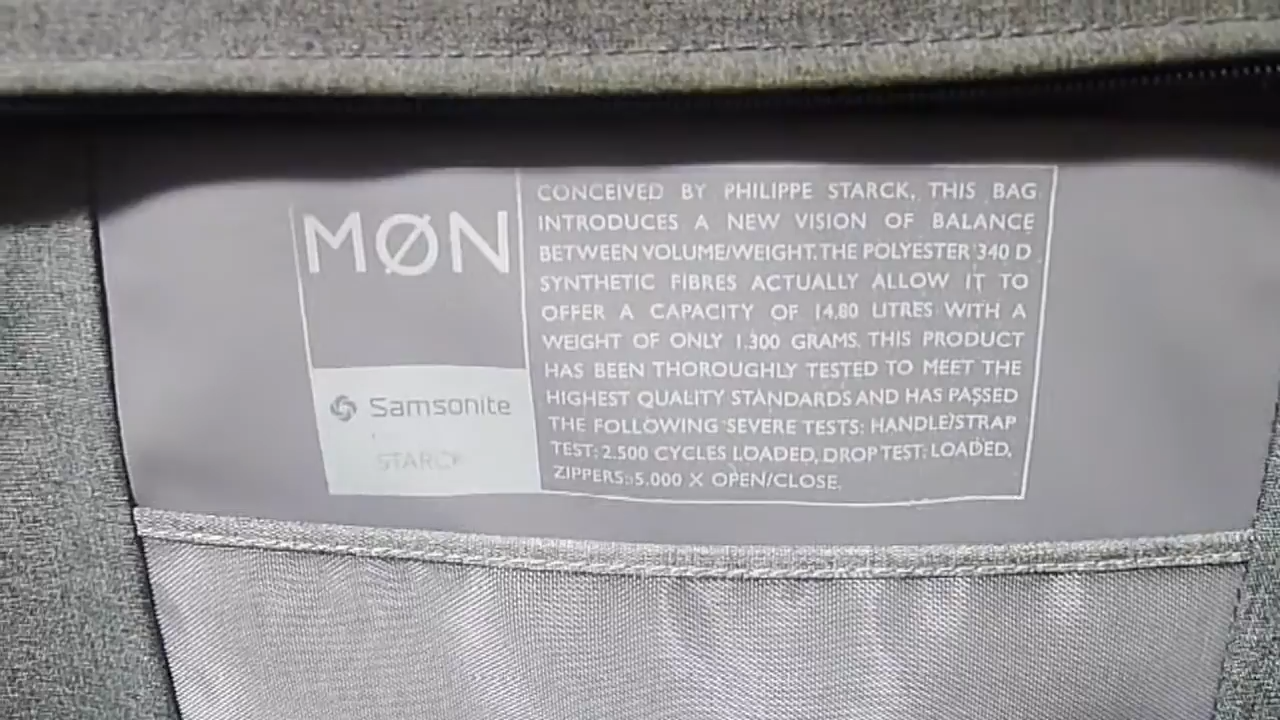 MØN
Samsonite
STARCK
CONCEIVED BY PHILIPPE STARCK, THIS BAG
INTRODUCES A NEW VISION OF BALANCE
BETWEEN VOLUME/WEIGHT. THE POLYESTER 340 D
SYNTHETIC FIBRES ACTUALLY ALLOW IT TO
OFFER A CAPACITY OF 14.80 LITRES WITH A
WEIGHT OF ONLY 1.300 GRAMS. THIS PRODUCT
HAS BEEN THOROUGHLY TESTED TO MEET THE
HIGHEST QUALITY STANDARDS AND HAS PASSED
THE FOLLOWING SEVERE TESTS: HANDLE/STRAP
TEST: 2.500 CYCLES LOADED, DROP TEST: LOADED,
ZIPPERS: 5.000 X OPEN/CLOSE.